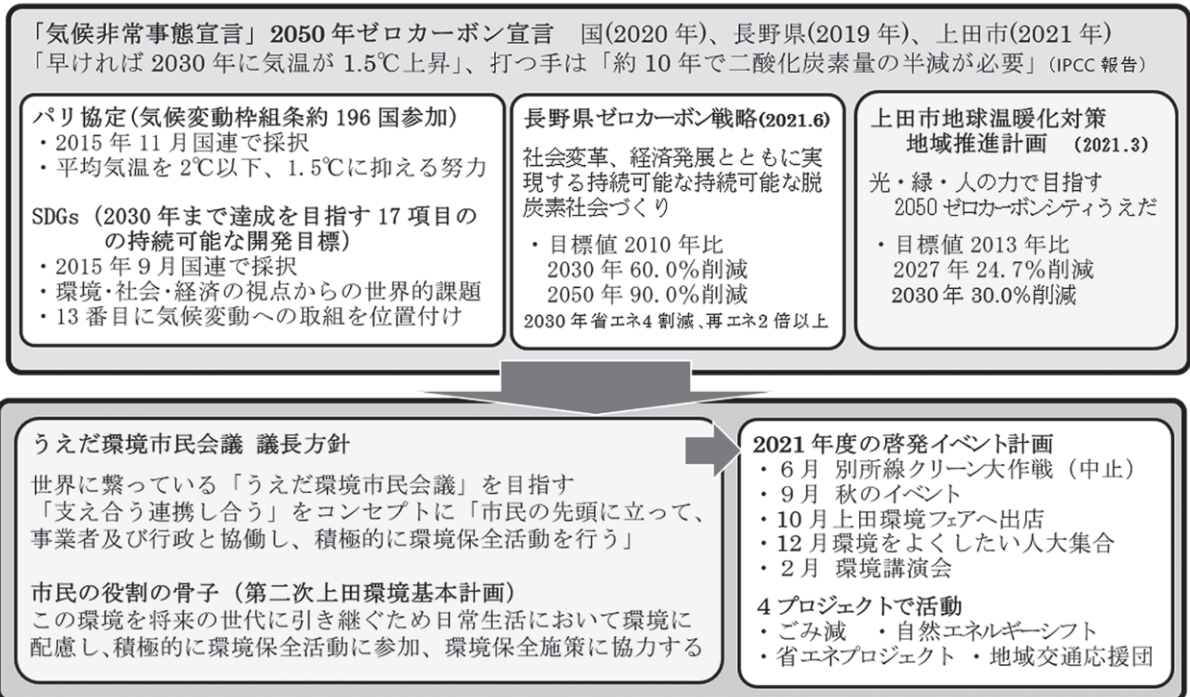 「気候非常事態宣言」2050年ゼロカーボン宣言 国(2020年)、長野県(2019年)、上田市(2021年)
「早ければ2030年に気温が1.5℃上昇」、打つ手は「約10年で二酸化炭素量の半減が必要」(IPCC報告)
パリ協定(気候変動枠組条約196国参加)
・2015年11月国連で採択
・平均気温を2℃以下、1.5℃に抑える努力
SDGs(2030年まで達成を目指す17項目の
の持続可能な開発目標)
・2015年9月国連で採択
・環境・社会・経済の視点からの世界的課題
・13番目に気候変動への取組を位置付け
長野県ゼロカーボン戦略(2021.6)
社会変革、経済発展とともに実
現する持続可能な持続可能な脱
炭素社会づくり
・目標値2010年比
2030年60.0%削減
2050年90.0%削減
2030年省エネ4割減、再エネ2倍以上
上田市地球温暖化対策
地域推進計画 (2021.3)
光・緑・人の力で目指す
2050ゼロカーボンシティうえだ
・目標値2013年比
2027年24.7%削減
2030年30.0%削減
うえだ環境市民会議 議長方針
世界に繋っている「うえだ環境市民会議」を目指す
「支え合う連携し合う」をコンセプトに「市民の先頭に立って、
事業者及び行政と協働し、積極的に環境保全活動を行う」
市民の役割の骨子(第二次上田環境基本計画)
この環境を将来の世代に引き継ぐため日常生活において環境に
配慮し、積極的に環境保全活動に参加、環境保全施策に協力する
2021年度の啓発イベント計画
・6月 別所線クリーン大作戦(中止)
・9月 秋のイベント
・10月上田環境フェアへ出店
・12月環境をよくしたい人大集合
・2月 環境講演会
4プロジェクトで活動
・ごみ減 ・自然エネルギーシフト
・省エネプロジェクト ・地域交通応援団